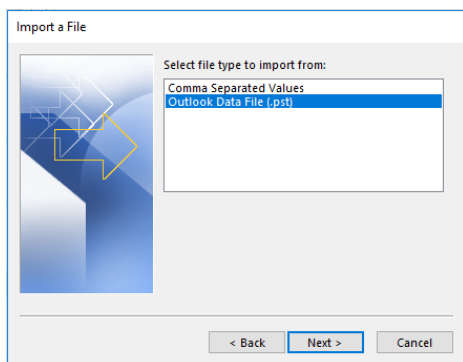 Import a File
Select file type to import from:
Comma Separated Values
Outlook Data File (.pst)
< Back
Next >
Cancel